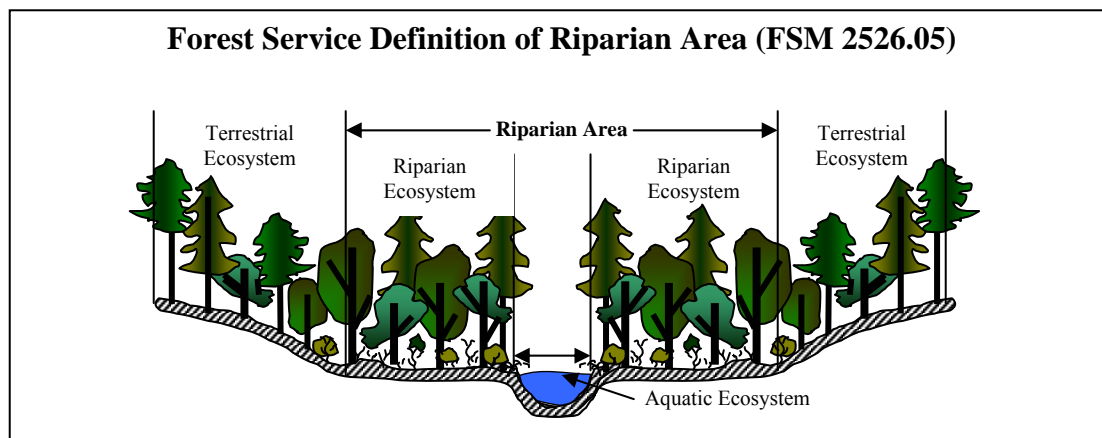 Forest Service Definition of Riparian Area (FSM 2526.05)
Riparian Area
Terrestrial
Ecosystem
Riparian
Ecosystem
Riparian
Ecosystem
Terrestrial
Ecosystem
Aquatic Ecosystem